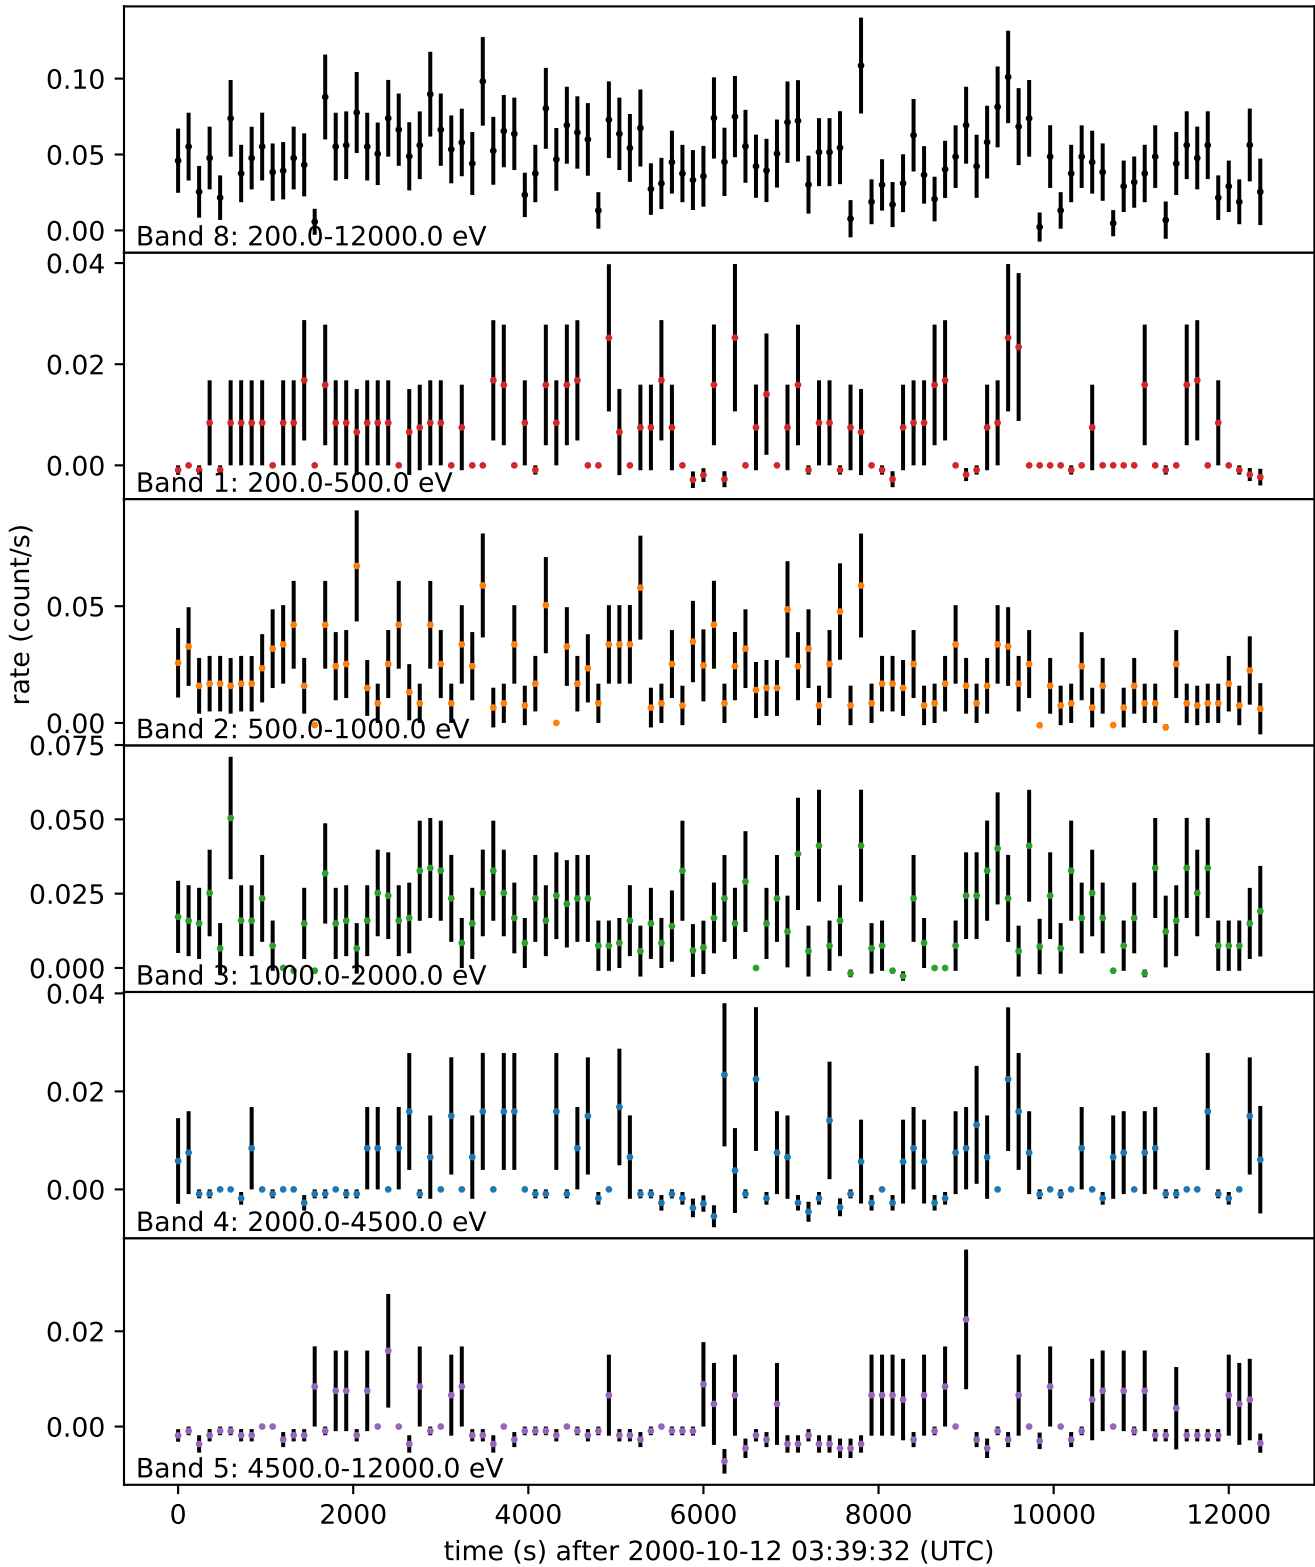 0.10
0.05
0.00
Band 8: 200.0-12000.0 eV
0.04
0.02
0.00
Band 1: 200.0-500.0 eV
rate (count/s)
0.05
0.00
Band 2: 500.0-1000.0 eV
0.075
0.050
0.025
0.000
Band 3: 1000.0-2000.0 eV
0.04
0.02
0.00
Band 4: 2000.0-4500.0 eV
0.02
0.00
Band 5: 4500.0-12000.0 eV
0 2000 4000 6000 8000 10000 12000
time (s) after 2000-10-12 03:39:32 (UTC)